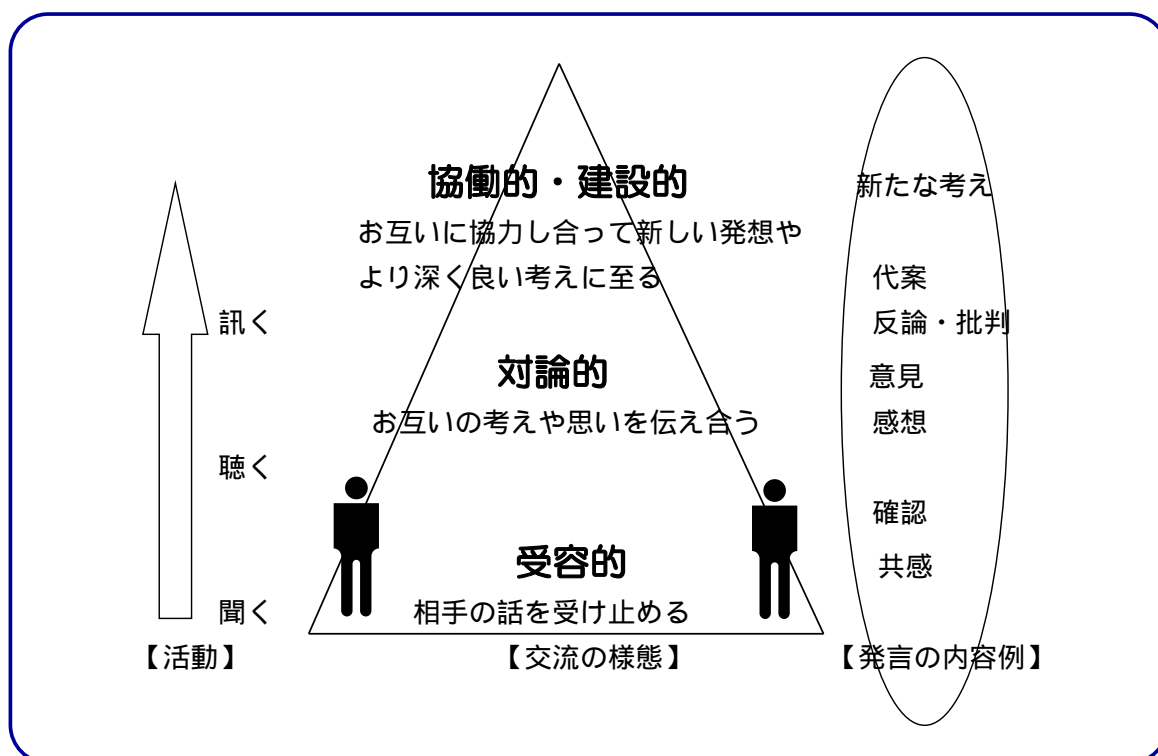 協働的・建設的
お互いに協力し合って新しい発想や
より深く良い考えに至る
対論的
お互いの考えや思いを伝え合う
受容的
相手の話を受け止める
訊く
聴く
聞く
新たな考え
代案
反論・批判
意見
感想
確認
共感
【活動】
【交流の様態】
【発言の内容例】